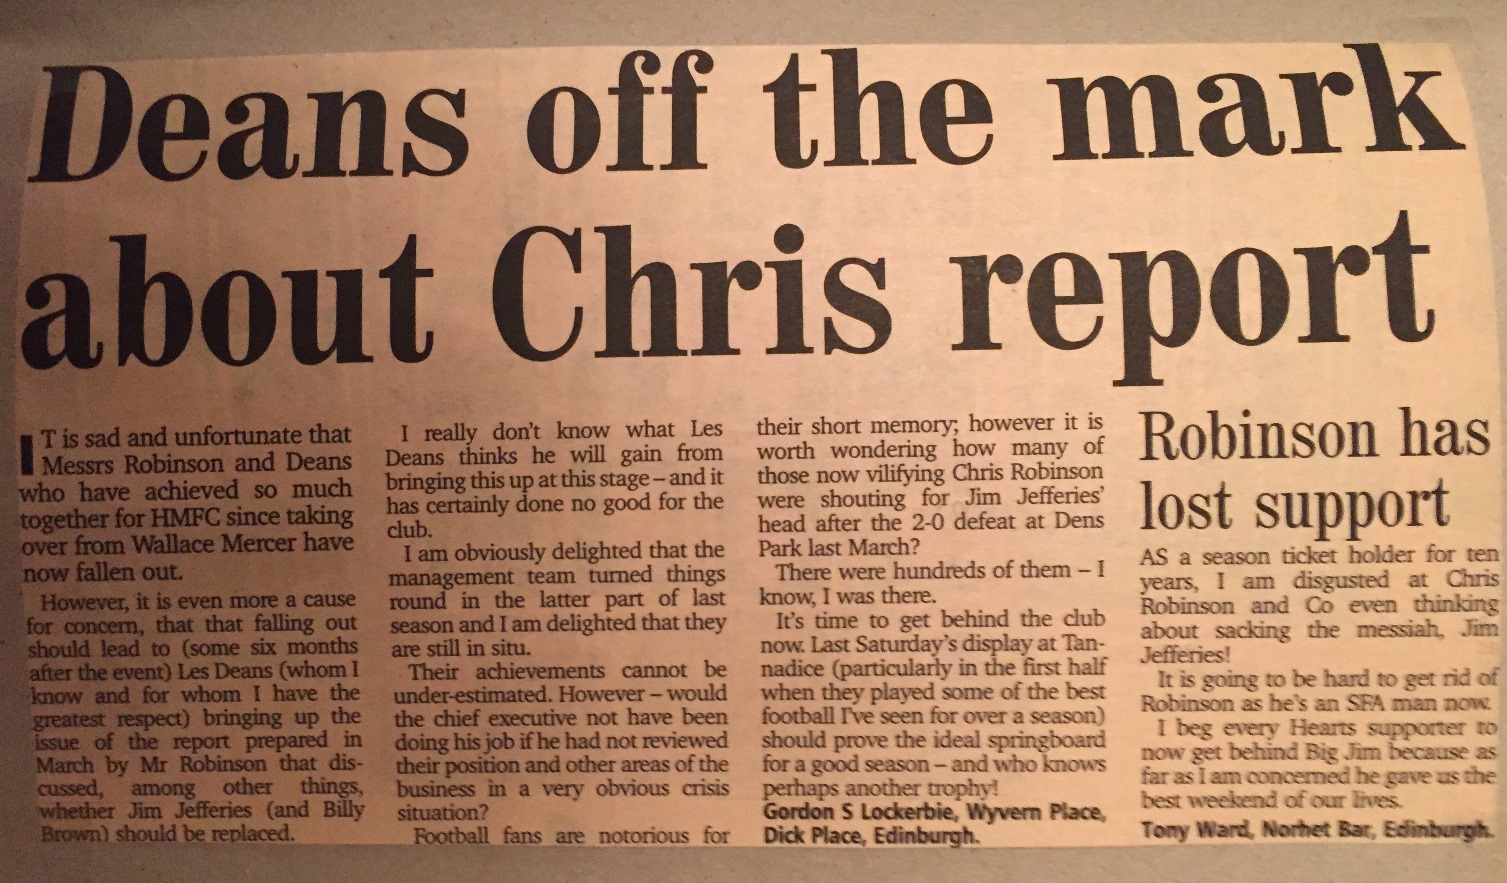 Deans off the mark
about Chris report
IT is sad and unfortunate that
Messrs Robinson and Deans
who have achieved so much
together for HMFC since taking
over from Wallace Mercer have
now fallen out.
However, it is even more a cause
for concern, that that falling out
should lead to (some six months
after the event) Les Deans (whom I
know and for whom I have the
greatest respect) bringing up the
issue of the report prepared in
March by Mr Robinson that dis-
cussed, among other things,
whether Jim Jefferies (and Billy
Brown) should be replaced.
I really don't know what Les
Deans thinks he will gain from
bringing this up at this stage – and it
has certainly done no good for the
club.
I am obviously delighted that the
management team turned things
round in the latter part of last
season and I am delighted that they
are still in situ.
Their achievements cannot be
under-estimated. However – would
the chief executive not have been
doing his job if he had not reviewed
their position and other areas of the
business in a very obvious crisis
situation?
Football fans are notorious for
their short memory; however it is
worth wondering how many of
those now vilifying Chris Robinson
were shouting for Jim Jefferies'
head after the 2-0 defeat at Dens
Park last March?
There were hundreds of them – I
know, I was there.
It's time to get behind the club
now. Last Saturday's display at Tan-
nadice (particularly in the first half
when they played some of the best
football I've seen for over a season)
should prove the ideal springboard
for a good season – and who knows
perhaps another trophy!
Gordon S Lockerbie, Wyvern Place,
Dick Place, Edinburgh.
Robinson has
lost support
AS a season ticket holder for ten
years, I am disgusted at Chris
Robinson and Co even thinking
about sacking the messiah, Jim
Jefferies!
It is going to be hard to get rid of
Robinson as he's an SFA man now.
I beg every Hearts supporter to
now get behind Big Jim because as
far as I am concerned he gave us the
best weekend of our lives.
Tony Ward, Norhet Bar, Edinburgh.